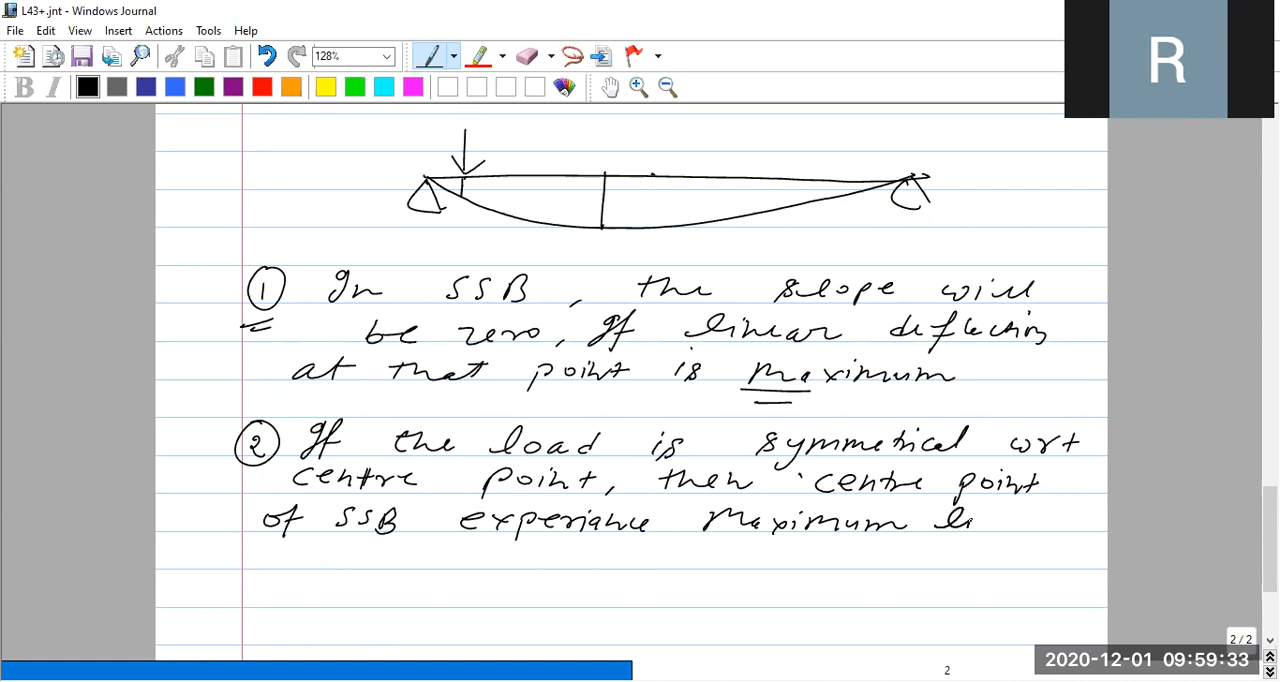 L43+.jnt - Windows Journal
File Edit View Insert Actions Tools Help
128%
B I
R
1 In SSB, the slope will
be zero, If linear deflection
at that point is maximum
2 If the load is symmetrical wrt
centre point, then centre point
of SSB experiance maximum li
2 / 2
2020-12-01 09:59:33
2